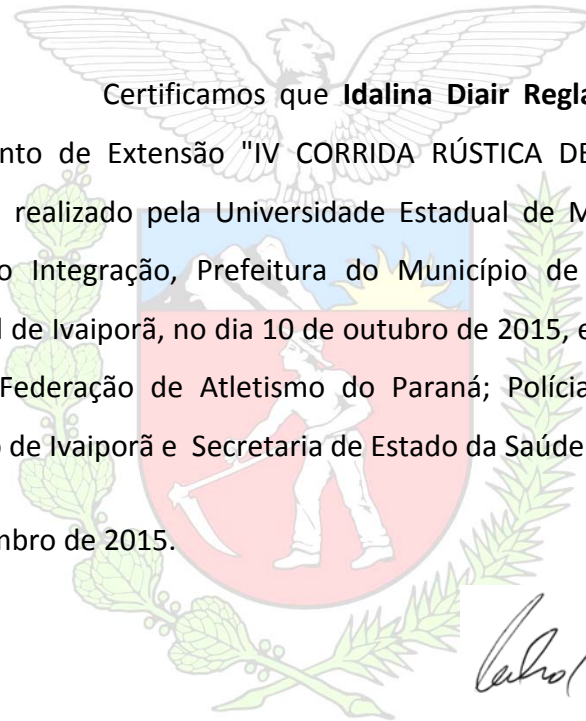 Certificamos que Idalina Diair Regla
nto de Extensão "IV CORRIDA RÚSTICA DE
realizado pela Universidade Estadual de M
o Integração, Prefeitura do Município de
l de Ivaiporã, no dia 10 de outubro de 2015, e
Federação de Atletismo do Paraná; Polícia
o de Ivaiporã e Secretaria de Estado da Saúde
mbro de 2015.